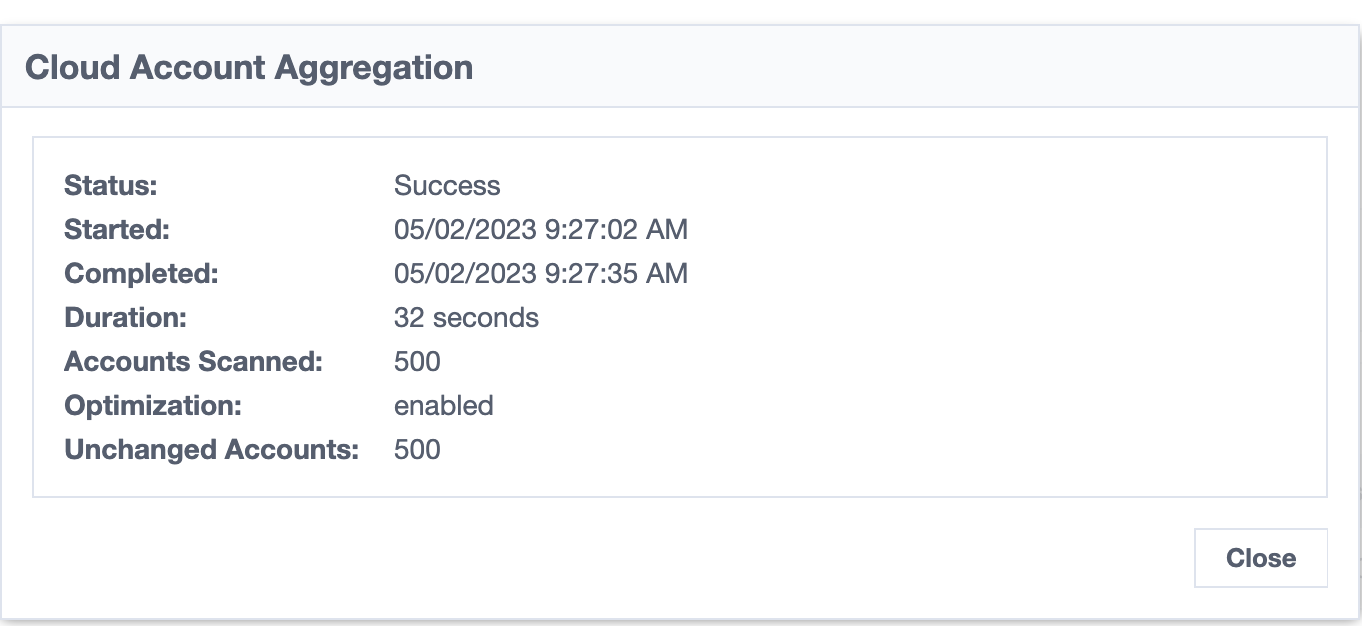 Cloud Account Aggregation
Status: Success
Started: 05/02/2023 9:27:02 AM
Completed: 05/02/2023 9:27:35 AM
Duration: 32 seconds
Accounts Scanned: 500
Optimization: enabled
Unchanged Accounts: 500
Close